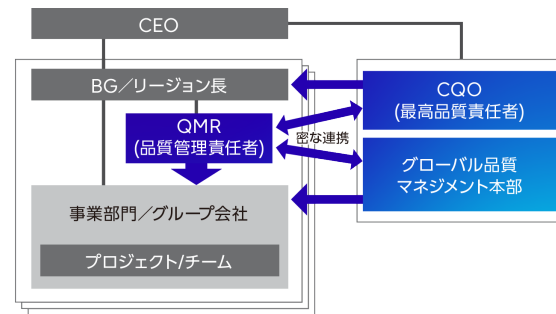 CEO
BG/リージョン長
CQO
(最高品質責任者)
QMR
(品質管理責任者)
密な連携
グローバル品質
マネジメント本部
事業部門/グループ会社
プロジェクト/チーム